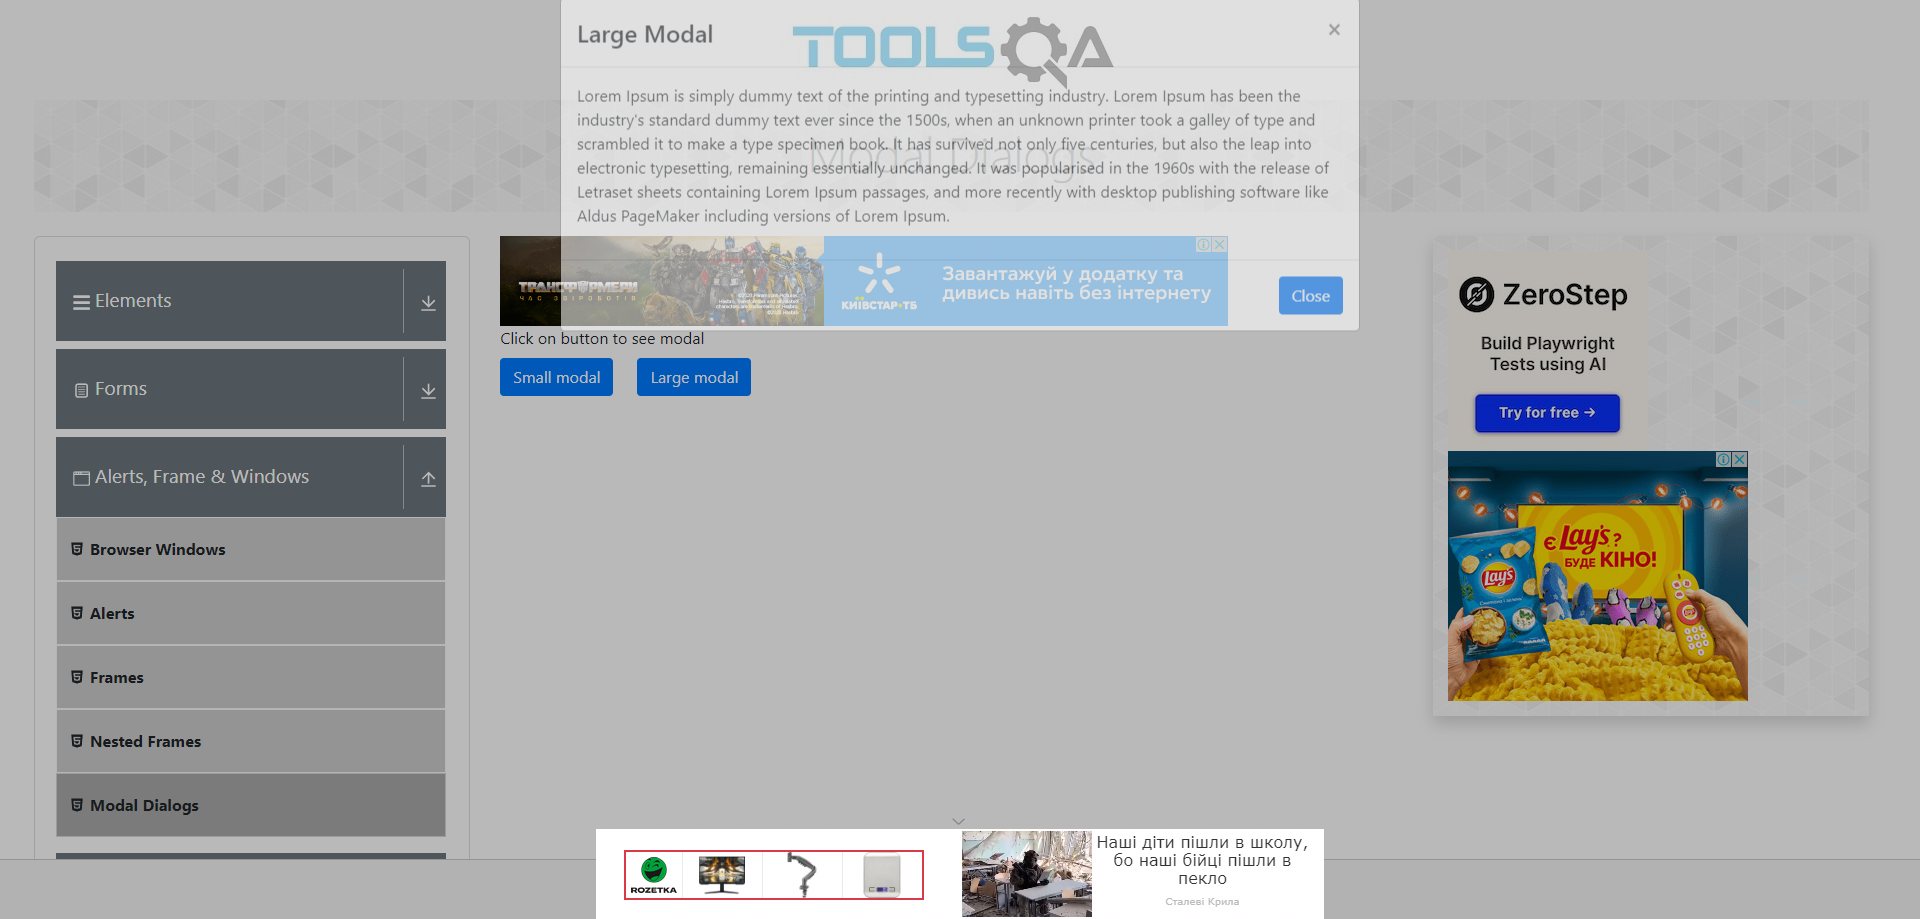 Large Modal
×
TOOLSQA
Lorem Ipsum is simply dummy text of the printing and typesetting industry. Lorem Ipsum has been the
industry's standard dummy text ever since the 1500s, when an unknown printer took a galley of type and
scrambled it to make a type specimen book. It has survived not only five centuries, but also the leap into
electronic typesetting, remaining essentially unchanged. It was popularised in the 1960s with the release of
Letraset sheets containing Lorem Ipsum passages, and more recently with desktop publishing software like
Aldus PageMaker including versions of Lorem Ipsum.
Modal Dialogs
Close
Elements
Forms
Alerts, Frame & Windows
Browser Windows
Alerts
Frames
Nested Frames
Modal Dialogs
ТРАНСФОРМЕРИ
ЧАС ЗВІРОБОТІВ
КИЇВСТАР ТБ
Завантажуй у додатку та
дивись навіть без інтернету
Click on button to see modal
Small modal
Large modal
ZeroStep
Build Playwright
Tests using AI
Try for free →
Є Lay's?
БУДЕ КІНО!
Lay's
Lay's
ROZETKA
Наші діти пішли в школу,
бо наші бійці пішли в
пекло
Сталеві Крила